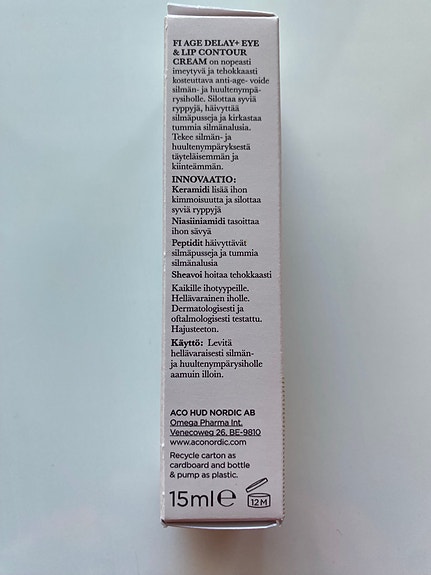 FI AGE DELAY+ EYE
& LIP CONTOUR
CREAM on nopeasti
imeytyvä ja tehokkaasti
kosteuttava anti-age- voide
silmän- ja huultenympä-
rysiholle. Silottaa syviä
ryppyjä, häivyttää
silmäpusseja ja kirkastaa
tummia silmänalusia.
Tekee silmän- ja
huultenympäryksestä
täyteläisemmän ja
kiinteämmän.
INNOVAATIO:
Keramidi lisää ihon
kimmoisuutta ja silottaa
syviä ryppyjä
Niasiiniamidi tasoittaa
ihon sävyä
Peptidit häivyttävät
silmäpusseja ja tummia
silmänalusia
Sheavoi hoitaa tehokkaasti
Kaikille ihotyypeille.
Hellävarainen iholle.
Dermatologisesti ja
oftalmologisesti testattu.
Hajusteeton.
Käyttö: Levitä
hellävaraisesti silmän-
ja huultenympärysiholle
aamuin illoin.
ACO HUD NORDIC AB
Omega Pharma Int.
Venecoweg 26, BE-9810
www.aconordic.com
Recycle carton as
cardboard and bottle
& pump as plastic.
15ml℮ 12M